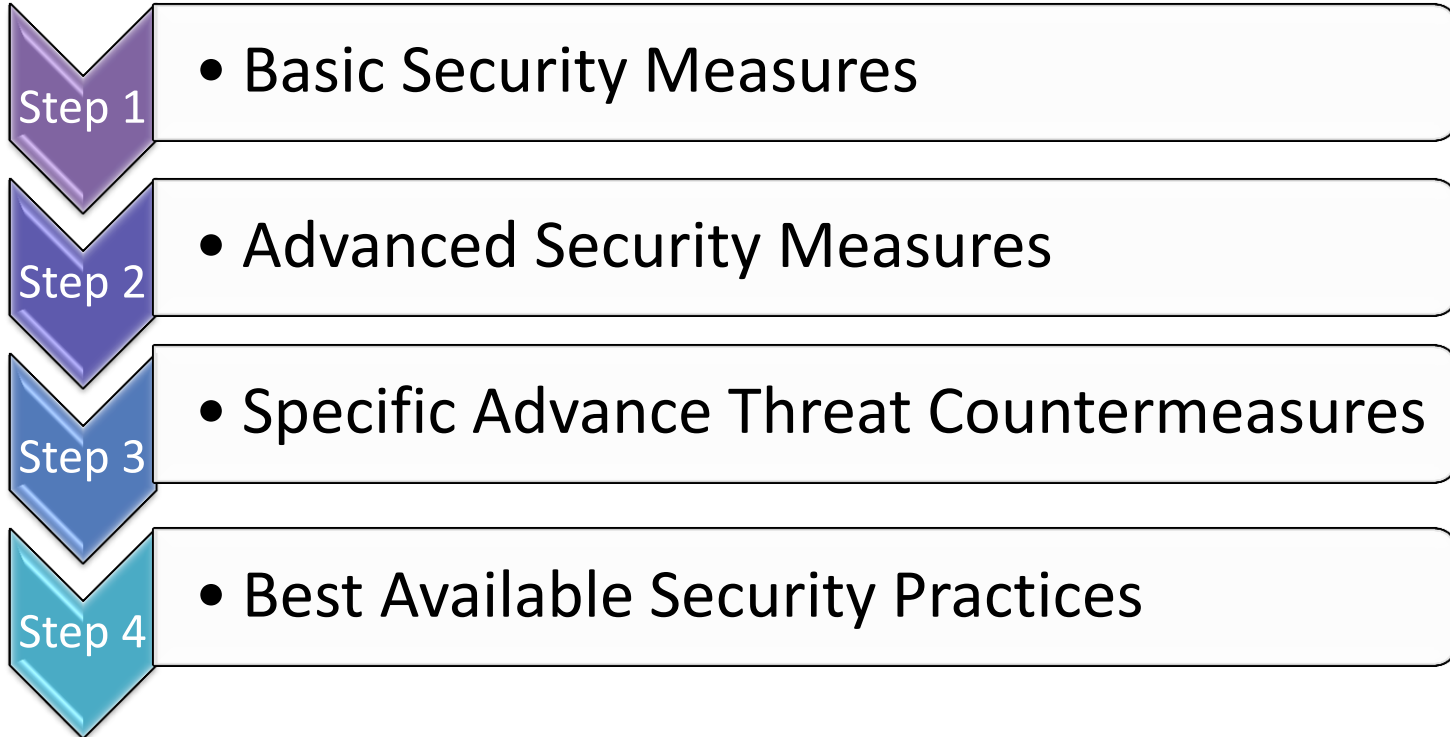 Step 1
• Basic Security Measures
Step 2
• Advanced Security Measures
Step 3
• Specific Advance Threat Countermeasures
Step 4
• Best Available Security Practices